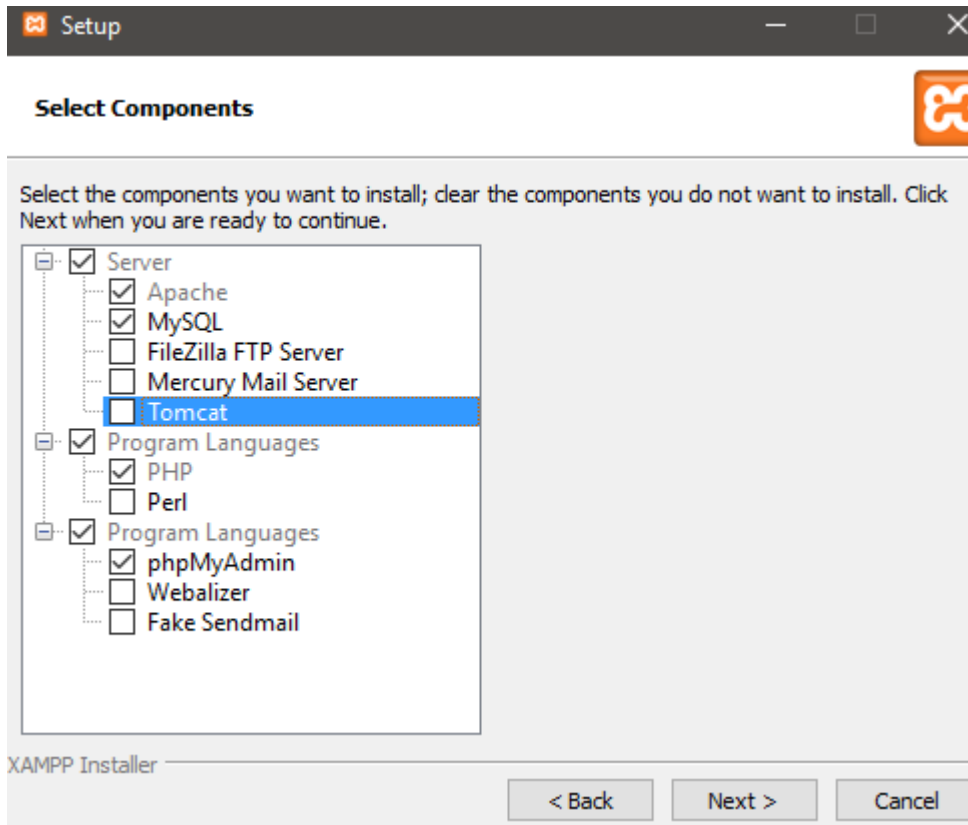 Setup
Select Components
Select the components you want to install; clear the components you do not want to install. Click
Next when you are ready to continue.
Server
Apache
MySQL
FileZilla FTP Server
Mercury Mail Server
Tomcat
Program Languages
PHP
Perl
Program Languages
phpMyAdmin
Webalizer
Fake Sendmail
XAMPP Installer
< Back
Next >
Cancel